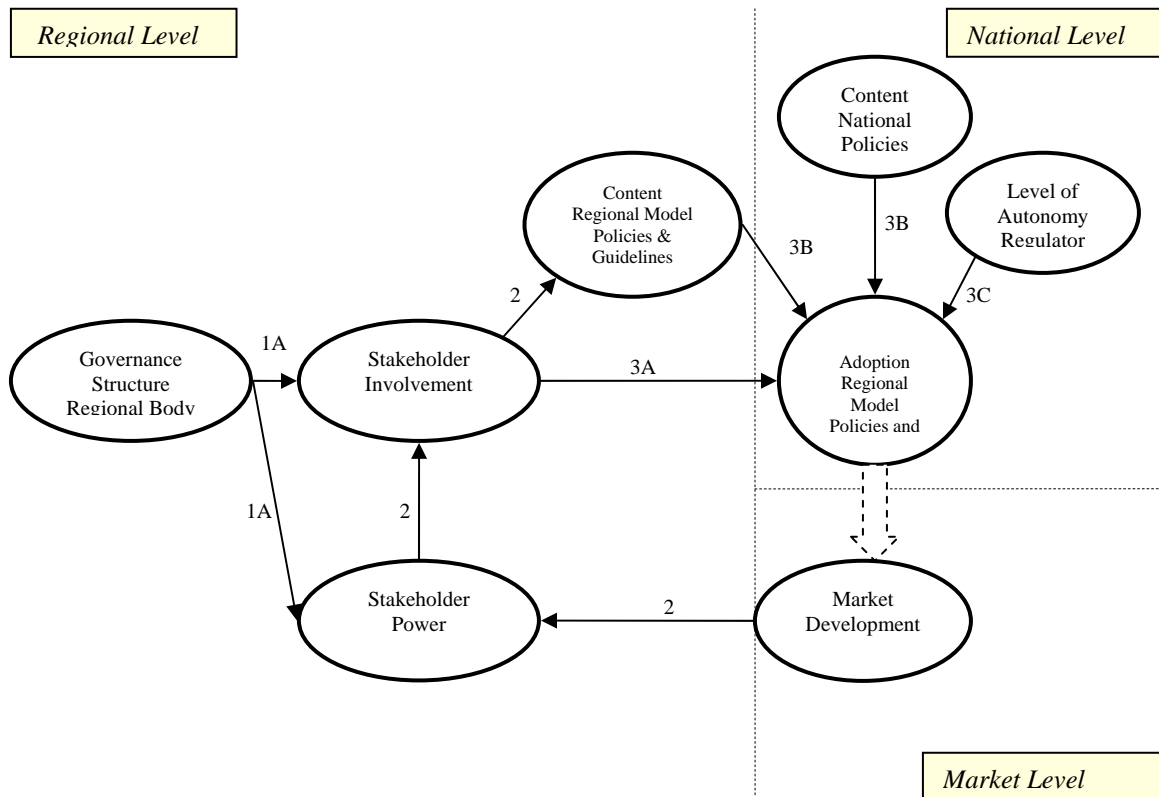 Regional Level
National Level
Content
National
Policies
Level of
Autonomy
Regulator
Content
Regional Model
Policies &
Guidelines
3B
3B
3C
2
1A
Governance
Structure
Regional Body
Stakeholder
Involvement
3A
Adoption
Regional
Model
Policies and
1A
2
Stakeholder
Power
2
Market
Development
Market Level